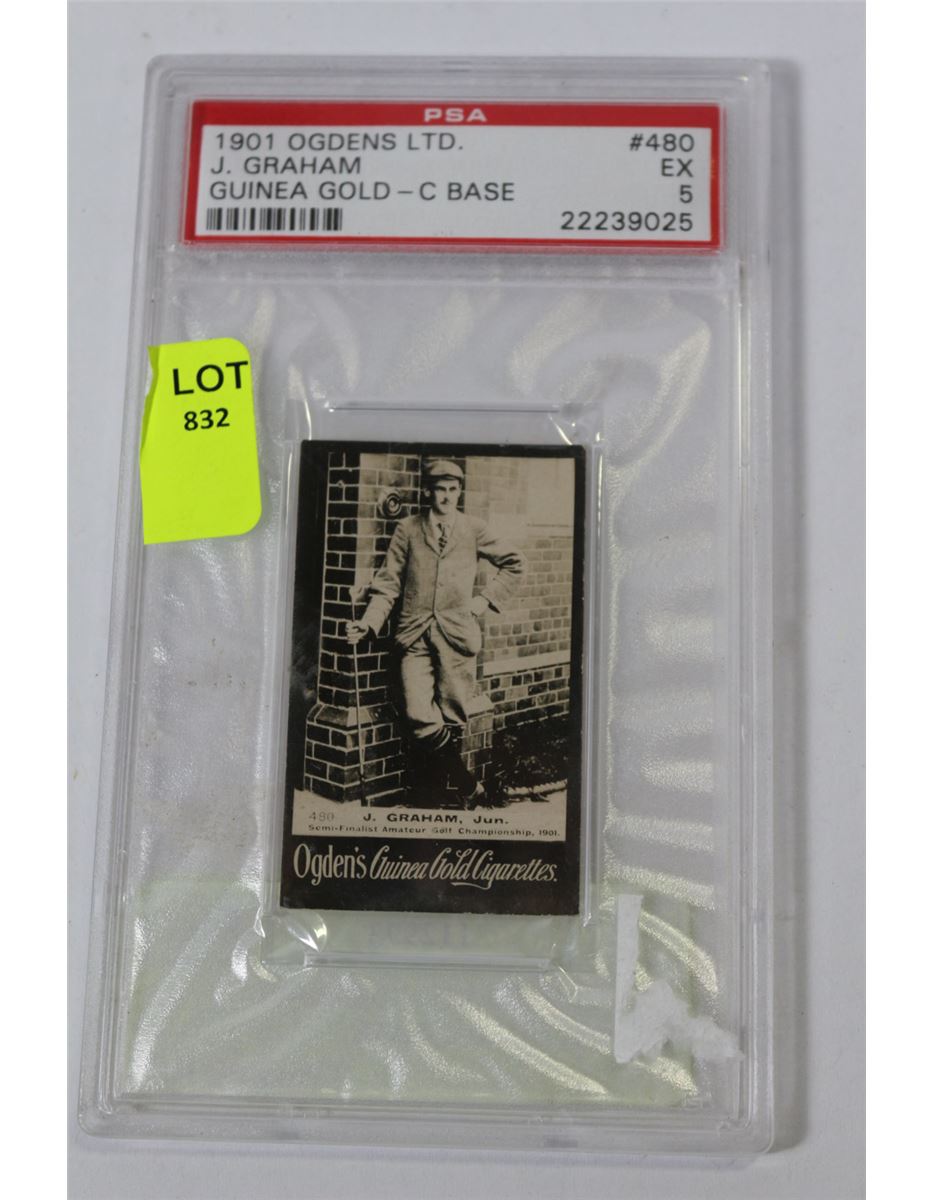 PSA
1901 OGDENS LTD. #480
J. GRAHAM EX
GUINEA GOLD - C BASE 5
22239025
LOT
832
480 J. GRAHAM, Jun.
Semi-Finalist Amateur Golf Championship, 1901.
Ogden's Guinea Gold Cigarettes.